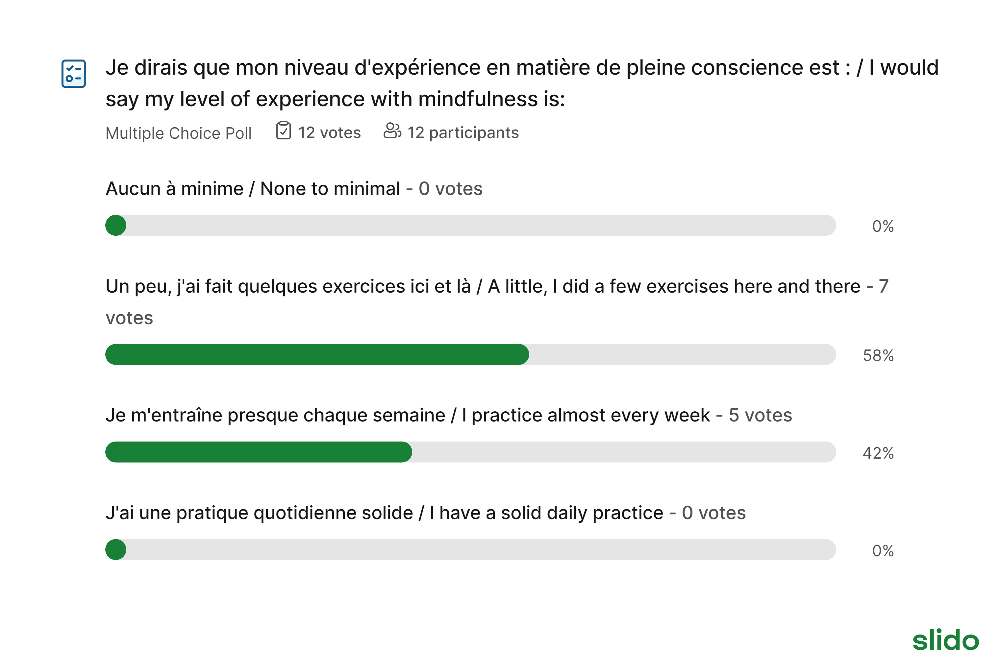 Je dirais que mon niveau d'expérience en matière de pleine conscience est : / I would
say my level of experience with mindfulness is:
Multiple Choice Poll 12 votes 12 participants
Aucun à minime / None to minimal - 0 votes
0%
Un peu, j'ai fait quelques exercices ici et là / A little, I did a few exercises here and there - 7
votes
58%
Je m'entraîne presque chaque semaine / I practice almost every week - 5 votes
42%
J'ai une pratique quotidienne solide / I have a solid daily practice - 0 votes
0%
slido